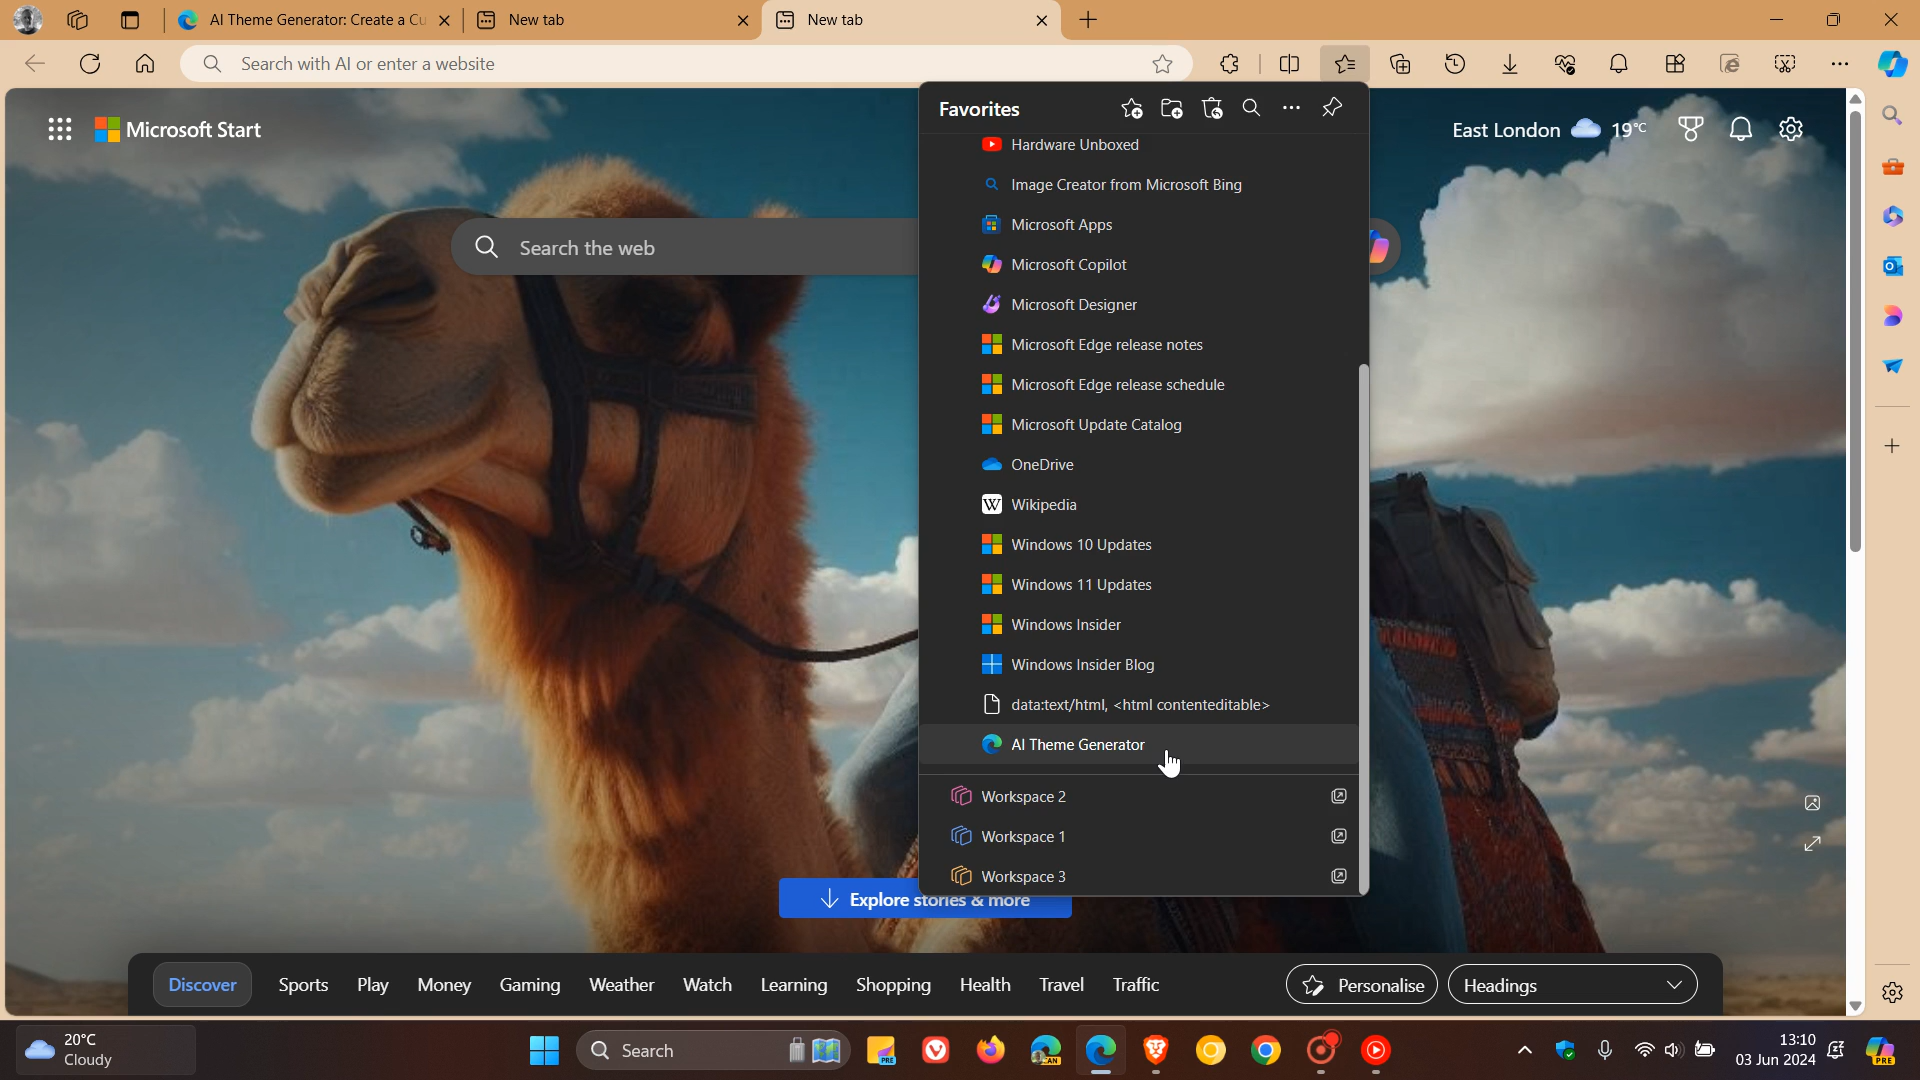 AI Theme Generator: Create a Cu
New tab
New tab
Search with AI or enter a website
Microsoft Start
East London
19°C
Search the web
Favorites
Hardware Unboxed
Image Creator from Microsoft Bing
Microsoft Apps
Microsoft Copilot
Microsoft Designer
Microsoft Edge release notes
Microsoft Edge release schedule
Microsoft Update Catalog
OneDrive
W Wikipedia
Windows 10 Updates
Windows 11 Updates
Windows Insider
Windows Insider Blog
data:text/html, <html contenteditable>
AI Theme Generator
Workspace 2
Workspace 1
Workspace 3
Explore stories & more
Discover
Sports
Play
Money
Gaming
Weather
Watch
Learning
Shopping
Health
Travel
Traffic
Personalise
Headings
20°C
Cloudy
Search
PRE
CAN
13:10
03 Jun 2024
PRE